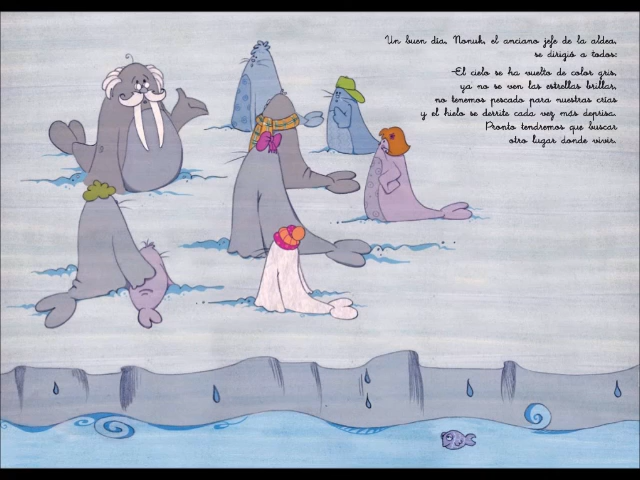 Un buen día, Nonuk, el anciano jefe de la aldea,
se dirigió a todos:
-El cielo se ha vuelto de color gris,
ya no se ven las estrellas brillar,
no tenemos pescado para nuestras crías
y el hielo se derrite cada vez más deprisa.
Pronto tendremos que buscar
otro lugar donde vivir.